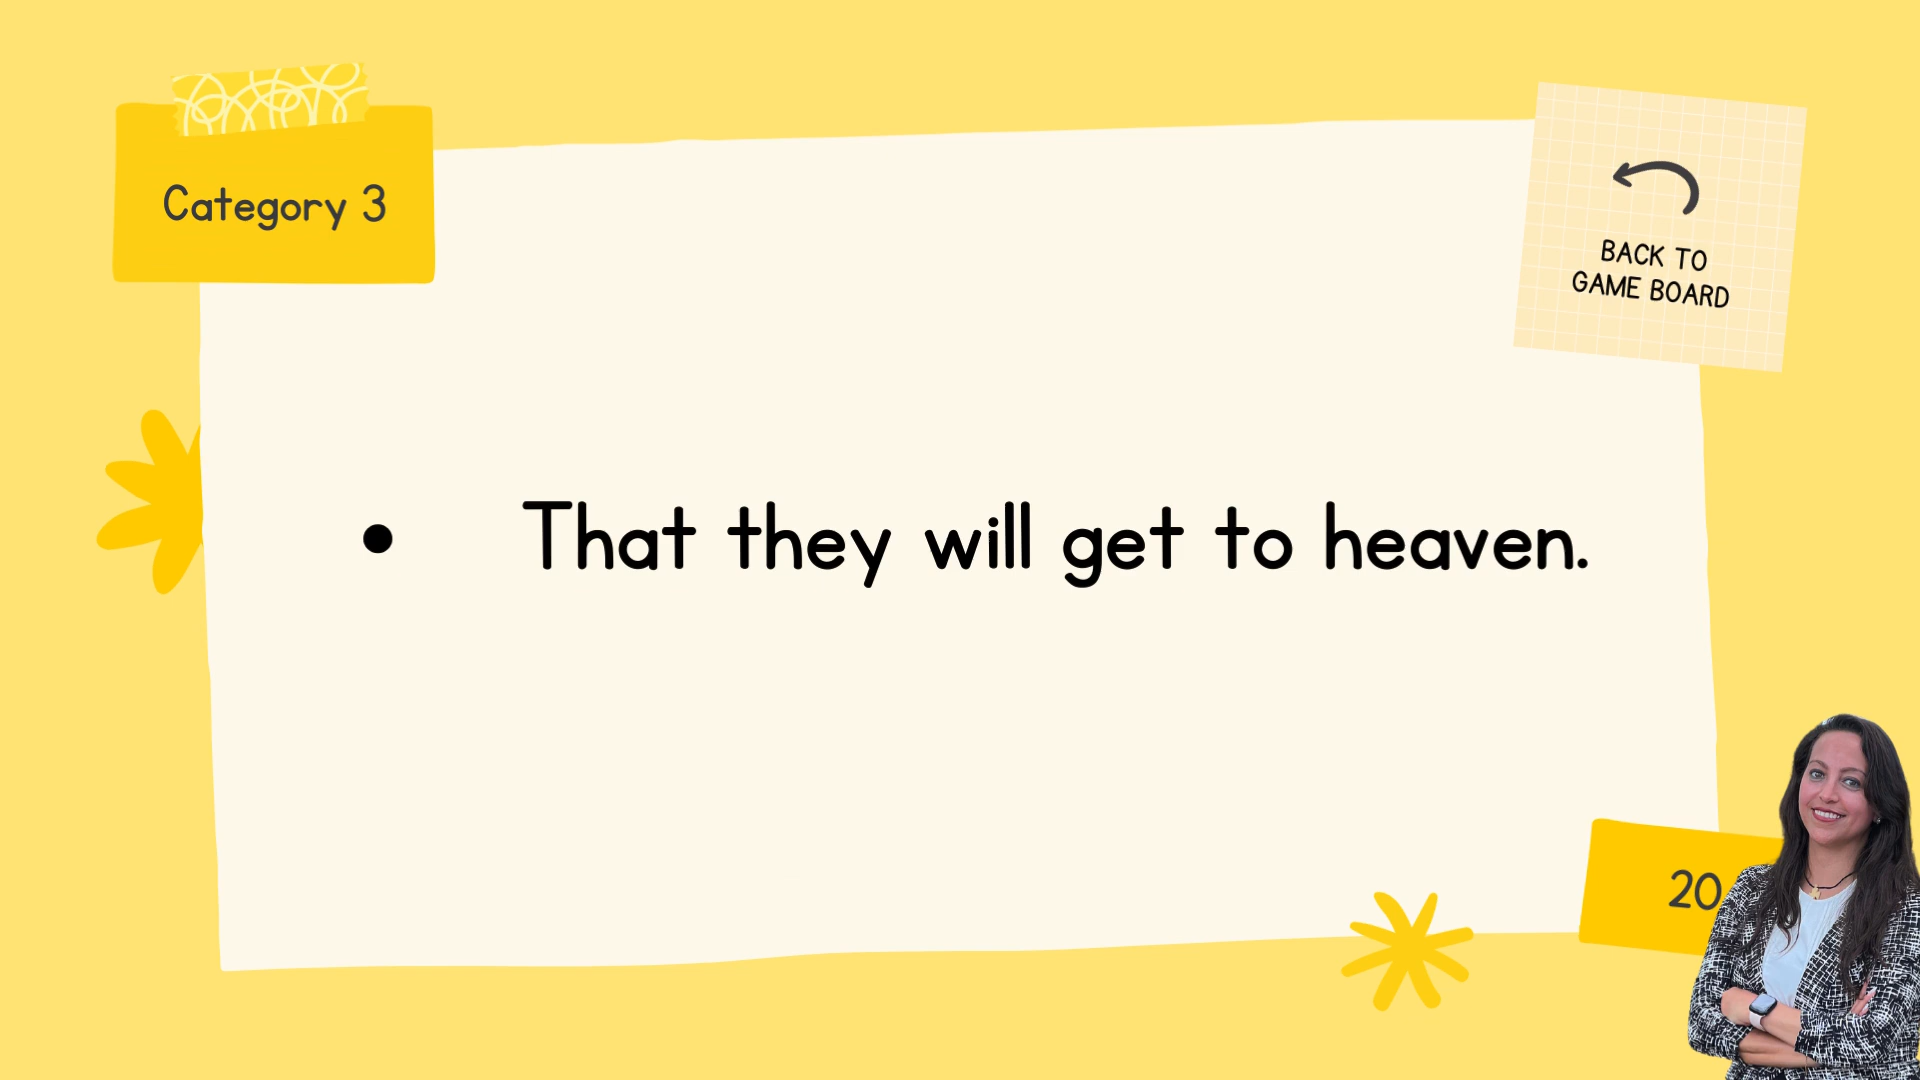 Category 3
BACK TO
GAME BOARD
• That they will get to heaven.
20